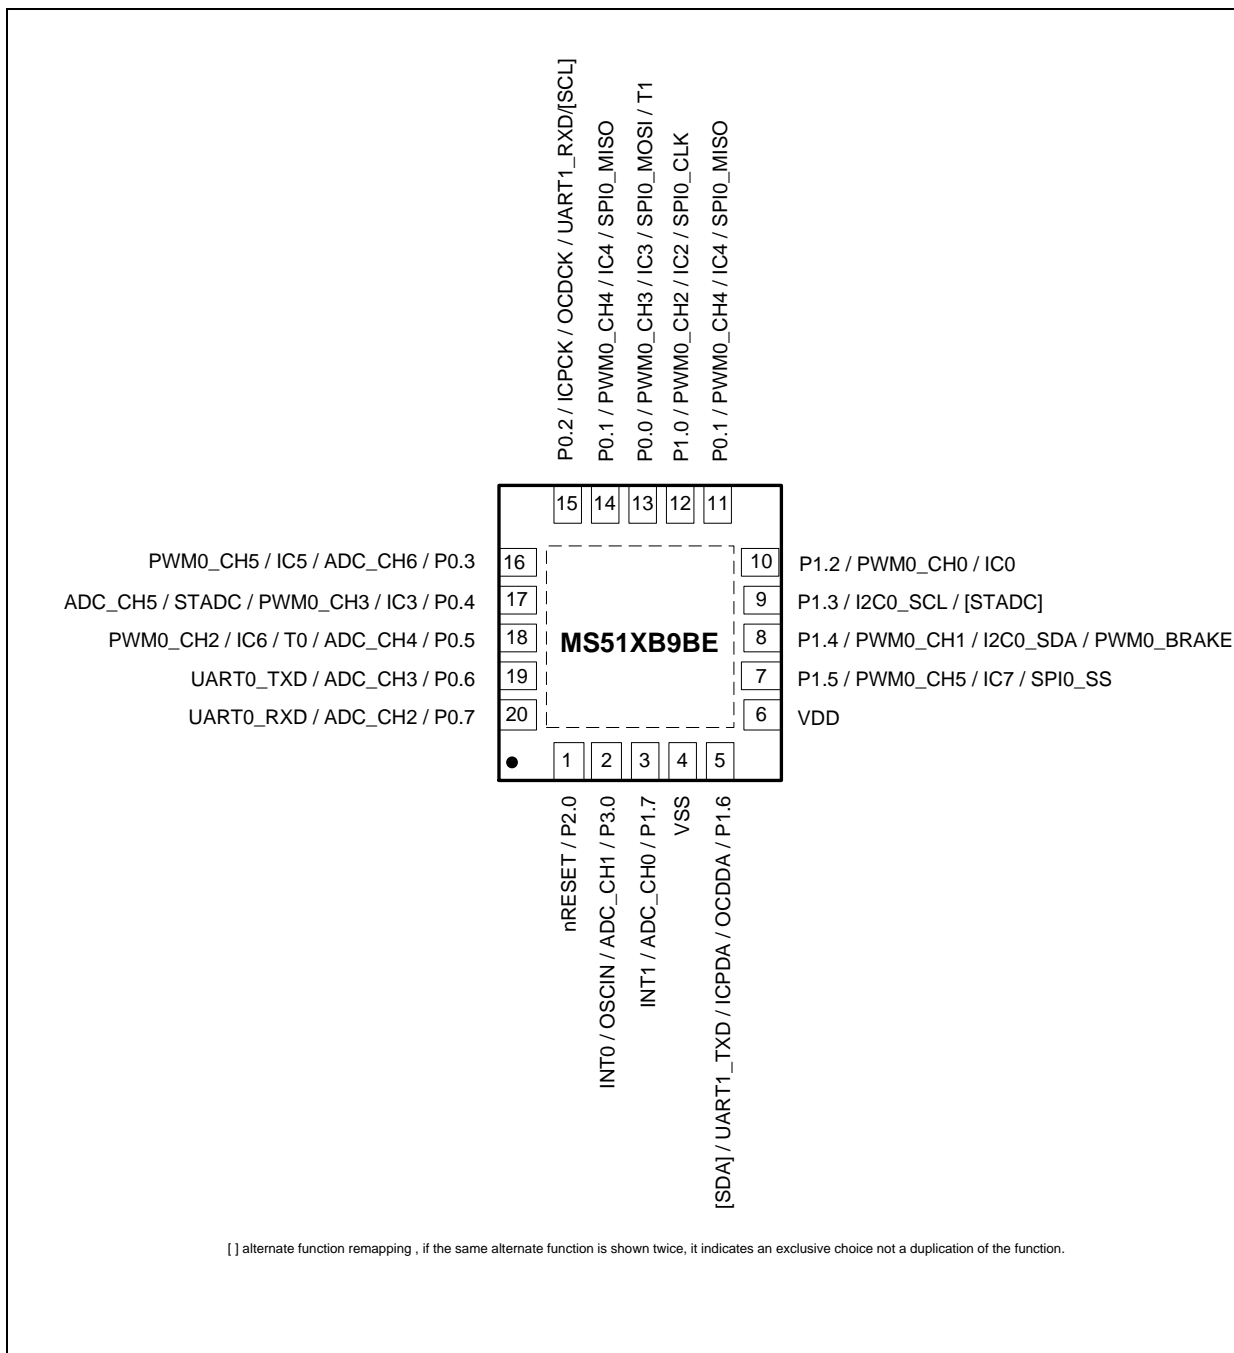 P0.2 / ICPCK / OCDCK / UART1_RXD/[SCL]
P0.1 / PWM0_CH4 / IC4 / SPI0_MISO
P0.0 / PWM0_CH3 / IC3 / SPI0_MOSI / T1
P1.0 / PWM0_CH2 / IC2 / SPI0_CLK
P0.1 / PWM0_CH4 / IC4 / SPI0_MISO
15 14 13 12 11
PWM0_CH5 / IC5 / ADC_CH6 / P0.3 16
ADC_CH5 / STADC / PWM0_CH3 / IC3 / P0.4 17
PWM0_CH2 / IC6 / T0 / ADC_CH4 / P0.5 18
UART0_TXD / ADC_CH3 / P0.6 19
UART0_RXD / ADC_CH2 / P0.7 20
MS51XB9BE
10 P1.2 / PWM0_CH0 / IC0
9 P1.3 / I2C0_SCL / [STADC]
8 P1.4 / PWM0_CH1 / I2C0_SDA / PWM0_BRAKE
7 P1.5 / PWM0_CH5 / IC7 / SPI0_SS
6 VDD
1 2 3 4 5
nRESET / P2.0
INT0 / OSCIN / ADC_CH1 / P3.0
INT1 / ADC_CH0 / P1.7
VSS
[SDA] / UART1_TXD / ICPDA / OCDDA / P1.6
[ ] alternate function remapping , if the same alternate function is shown twice, it indicates an exclusive choice not a duplication of the function.